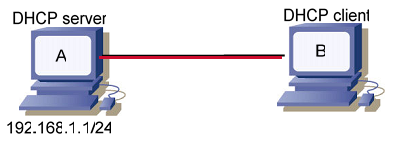 DHCP server
DHCP client
A
B
192.168.1.1/24